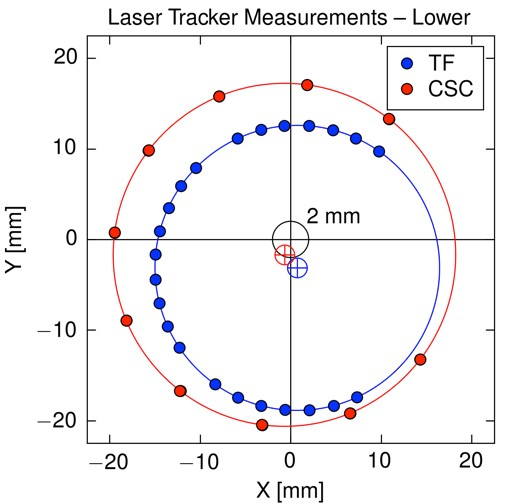 Laser Tracker Measurements – Lower
TF
CSC
2 mm
20
10
0
−10
−20
−20
−10
0
10
20
Y [mm]
X [mm]